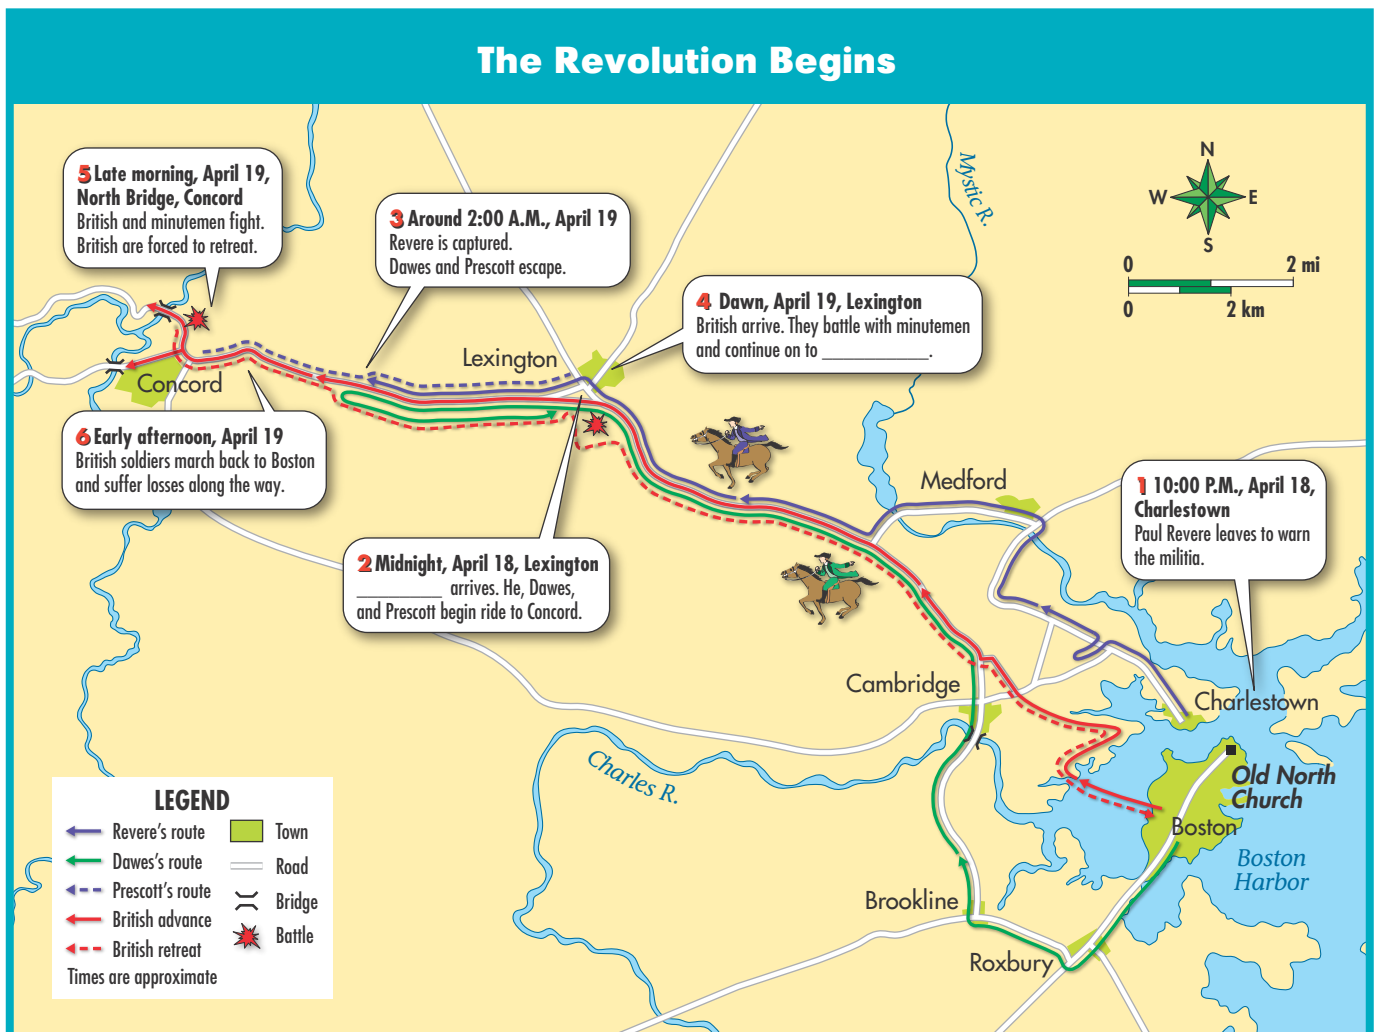 The Revolution Begins
5 Late morning, April 19,
North Bridge, Concord
British and minutemen fight.
British are forced to retreat.
3 Around 2:00 A.M., April 19
Revere is captured.
Dawes and Prescott escape.
4 Dawn, April 19, Lexington
British arrive. They battle with minutemen
and continue on to ____________.
Mystic R.
N
W E
S
0 2 mi
0 2 km
Lexington
Concord
6 Early afternoon, April 19
British soldiers march back to Boston
and suffer losses along the way.
2 Midnight, April 18, Lexington
__________ arrives. He, Dawes,
and Prescott begin ride to Concord.
Medford
1 10:00 P.M., April 18,
Charlestown
Paul Revere leaves to warn
the militia.
Cambridge
Charlestown
Charles R.
Old North
Church
Boston
Boston
Harbor
Brookline
Roxbury
LEGEND
Revere's route
Dawes's route
Prescott's route
British advance
British retreat
Times are approximate
Town
Road
Bridge
Battle